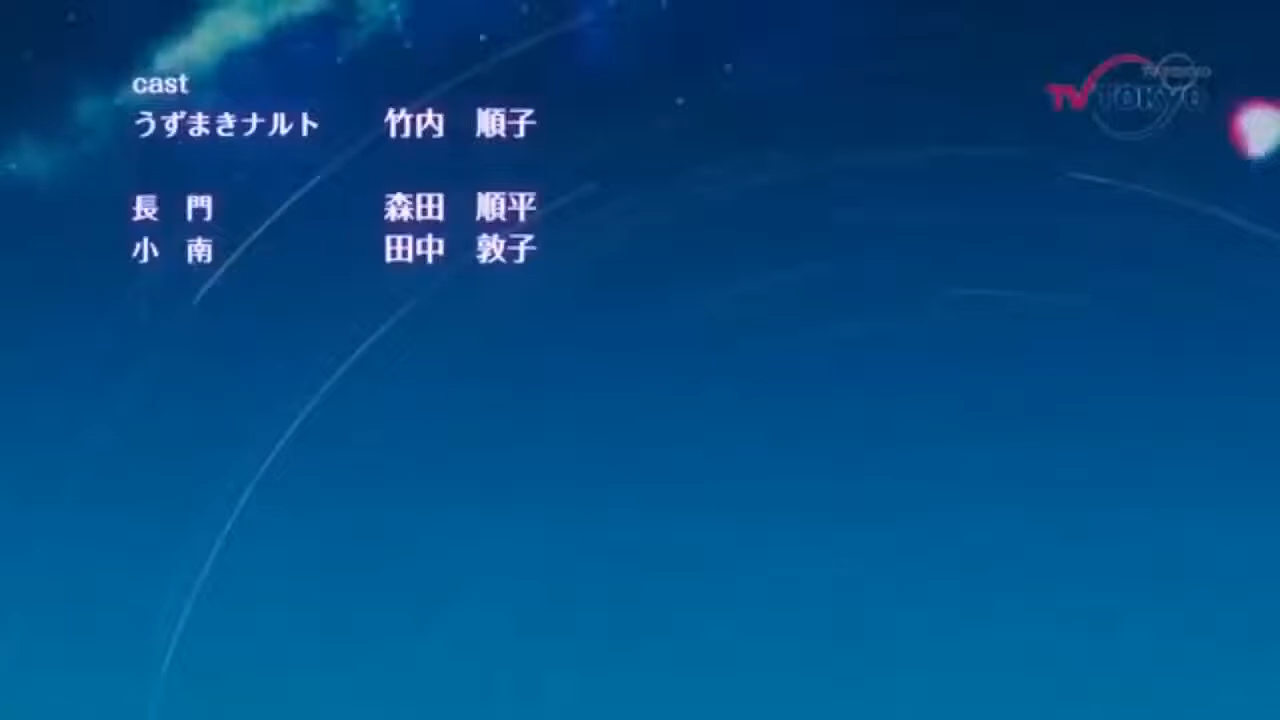 cast
うずまきナルト 竹内 順子
長 門 森田 順平
小 南 田中 敦子
TV TOKYO